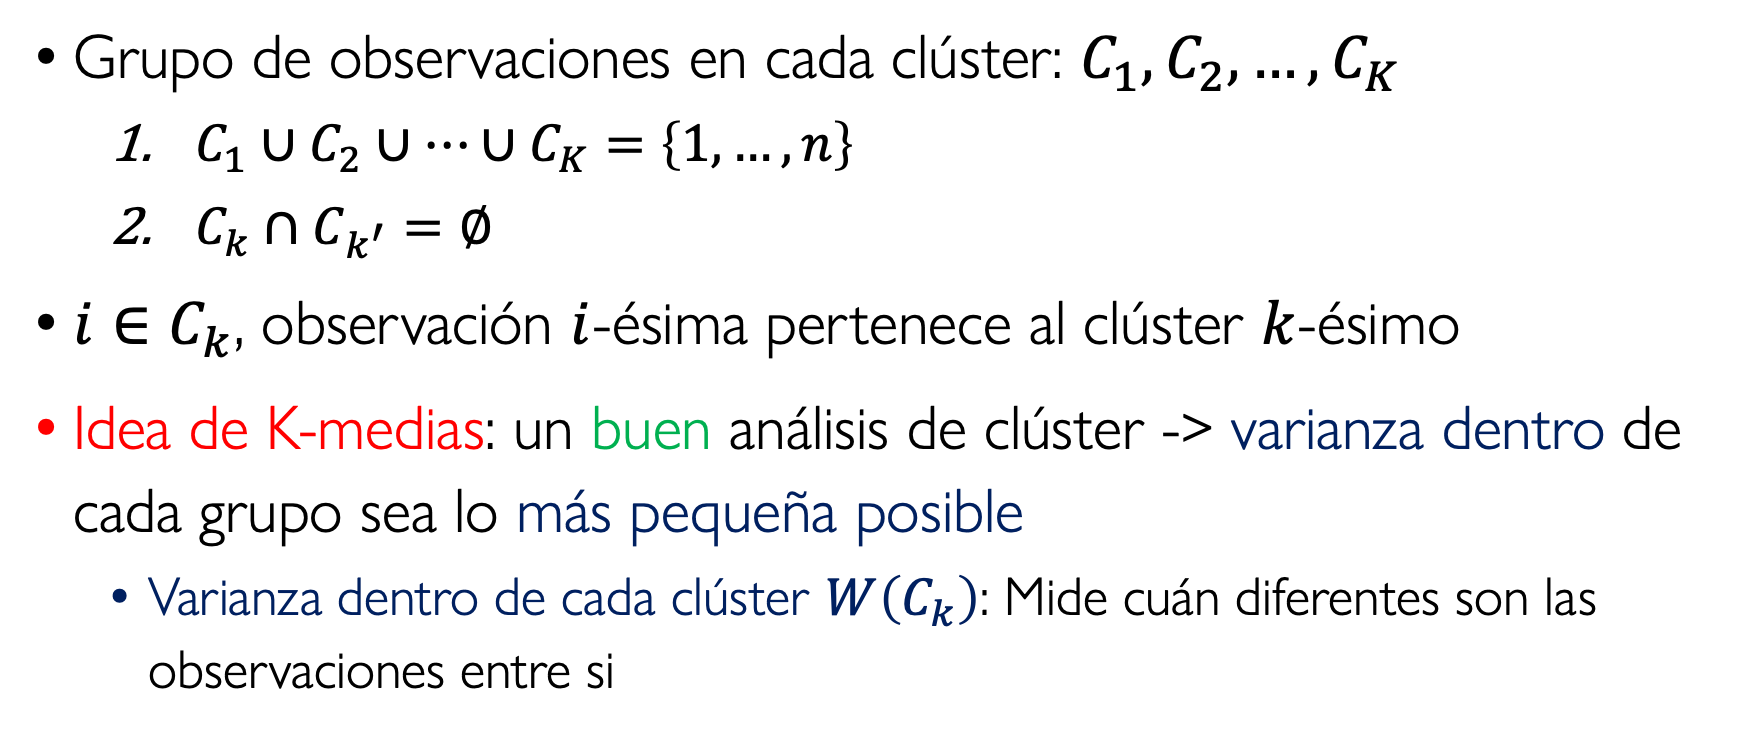 • Grupo de observaciones en cada clúster: C₁, C₂, … , C_K
1. C₁ ∪ C₂ ∪ ⋯ ∪ C_K = {1, … , n}
2. C_k ∩ C_k′ = ∅
• i ∈ C_k, observación i-ésima pertenece al clúster k-ésimo
• Idea de K-medias: un buen análisis de clúster -> varianza dentro de
cada grupo sea lo más pequeña posible
• Varianza dentro de cada clúster W(C_k): Mide cuán diferentes son las
observaciones entre si